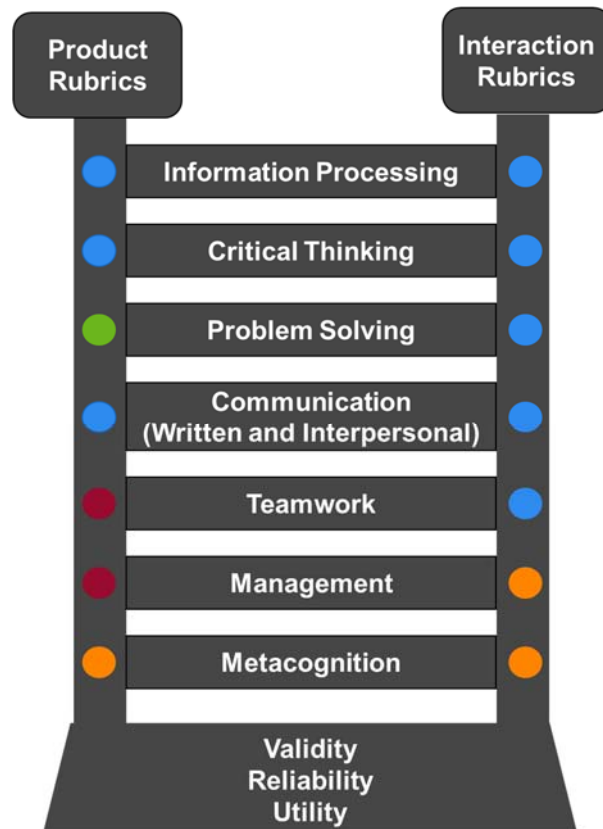 Product
Rubrics
Interaction
Rubrics
Information Processing
Critical Thinking
Problem Solving
Communication
(Written and Interpersonal)
Teamwork
Management
Metacognition
Validity
Reliability
Utility